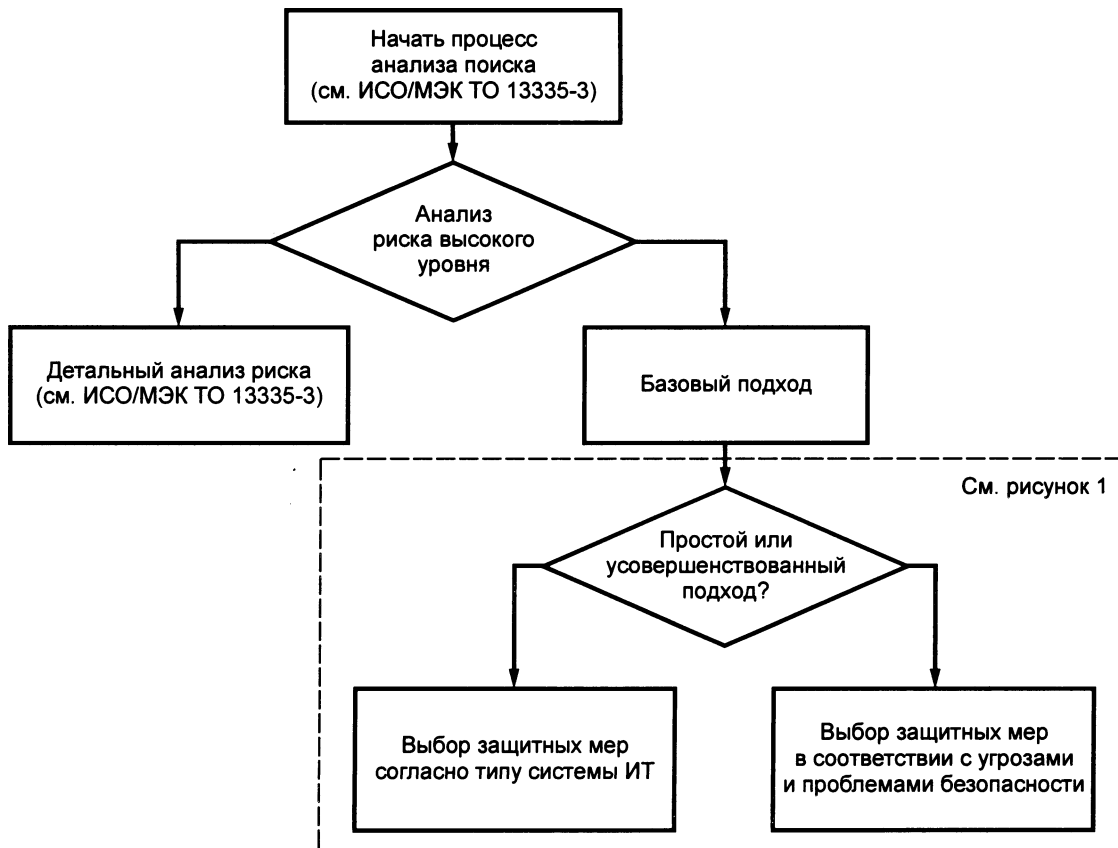 Начать процесс
анализа поиска
(см. ИСО/МЭК ТО 13335-3)
Анализ
риска высокого
уровня
Детальный анализ риска
(см. ИСО/МЭК ТО 13335-3)
Базовый подход
См. рисунок 1
Простой или
усовершенствованный
подход?
Выбор защитных мер
согласно типу системы ИТ
Выбор защитных мер
в соответствии с угрозами
и проблемами безопасности